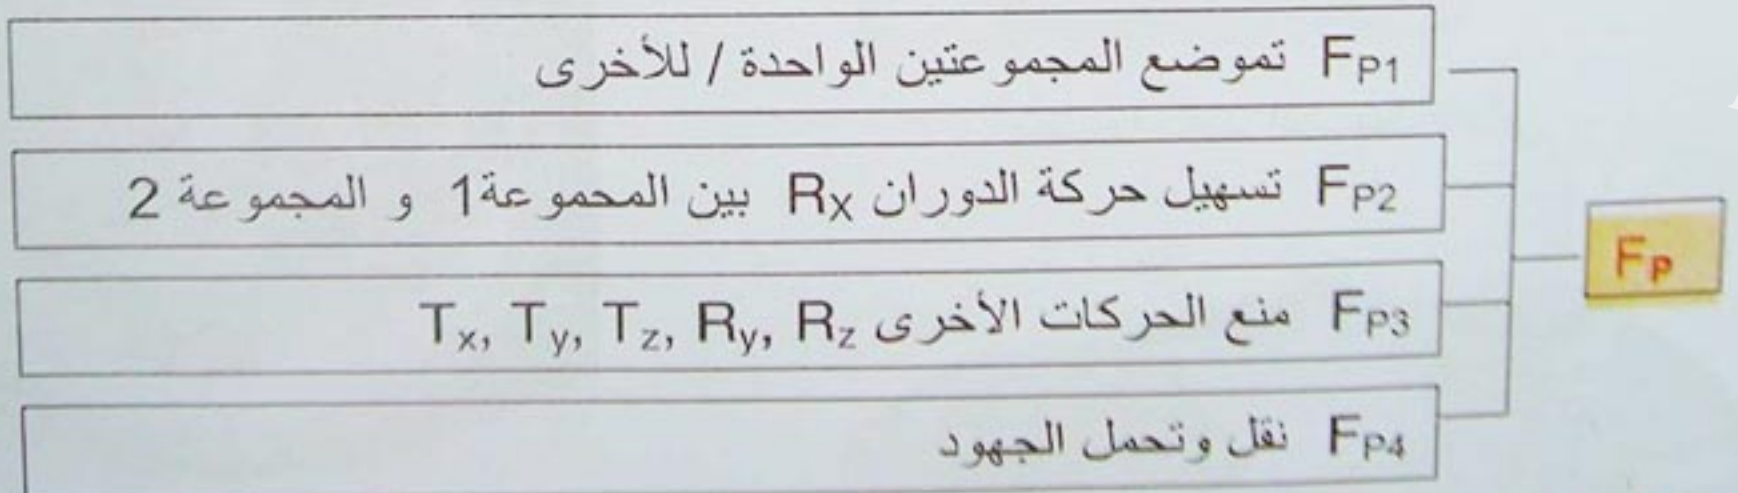 FP1 تموضع المجموعتين الواحدة / للأخرى
FP2 تسهيل حركة الدوران RX بين المحموعة1 و المجموعة 2
FP
FP3 منع الحركات الأخرى Tx, Ty, Tz, Ry, Rz
FP4 نقل وتحمل الجهود